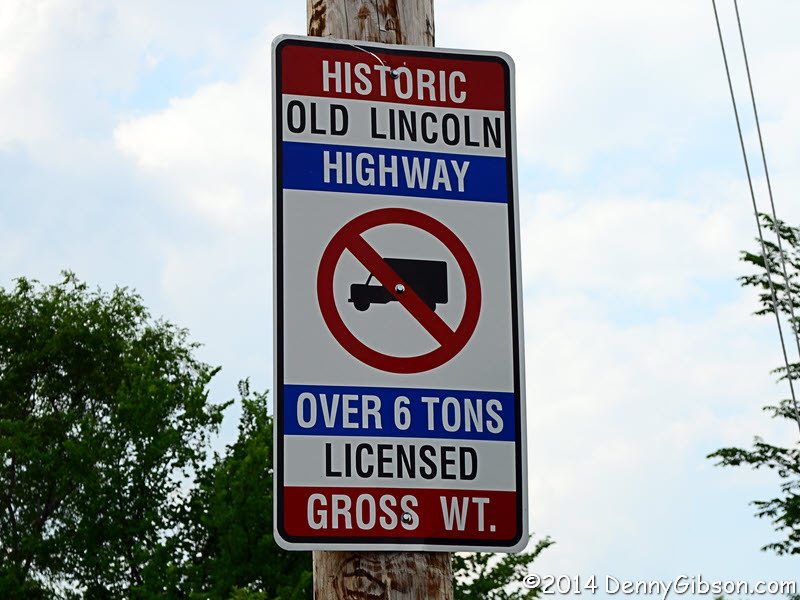 HISTORIC
OLD LINCOLN
HIGHWAY
OVER 6 TONS
LICENSED
GROSS WT.
©2014 DennyGibson.com